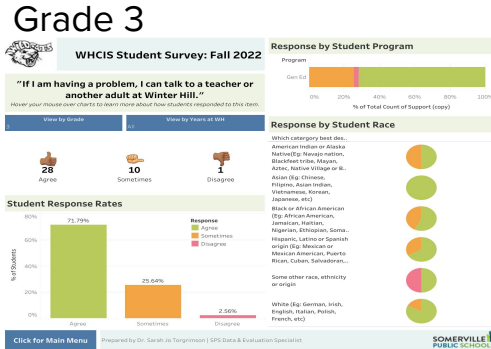 Grade 3
WILDCATS
WHCIS Student Survey: Fall 2022
"If I am having a problem, I can talk to a teacher or
another adult at Winter Hill."
Hover your mouse over charts to learn more about how students responded to this item.
View by Grade
View by Years at WH
3
All
28
10
1
Agree
Sometimes
Disagree
Student Response Rates
80%
60%
40%
20%
0%
% of Students
71.79%
25.64%
2.56%
Response
Agree
Sometimes
Disagree
Agree
Sometimes
Disagree
Response by Student Program
Program
Gen Ed
0%
20%
40%
60%
80%
100%
% of Total Count of Support (copy)
Response by Student Race
Which catergory best des..
American Indian or Alaska
Native(Eg: Navajo nation,
Blackfeet tribe, Mayan,
Aztec, Native Village or B..
Asian (Eg: Chinese,
Filipino, Asian Indian,
Vietnamese, Korean,
Japanese, etc)
Black or African American
(Eg: African American,
Jamaican, Haitian,
Nigerian, Ethiopian, Soma..
Hispanic, Latino or Spanish
origin (Eg: Mexican or
Mexican American, Puerto
Rican, Cuban, Salvadoran,...
Some other race, ethnicity
or origin
White (Eg: German, Irish,
English, Italian, Polish,
French, etc)
Click for Main Menu
Prepared by Dr. Sarah Jo Torgrimson | SPS Data & Evaluation Specialist
SOMERVILLE
PUBLIC SCHOOL